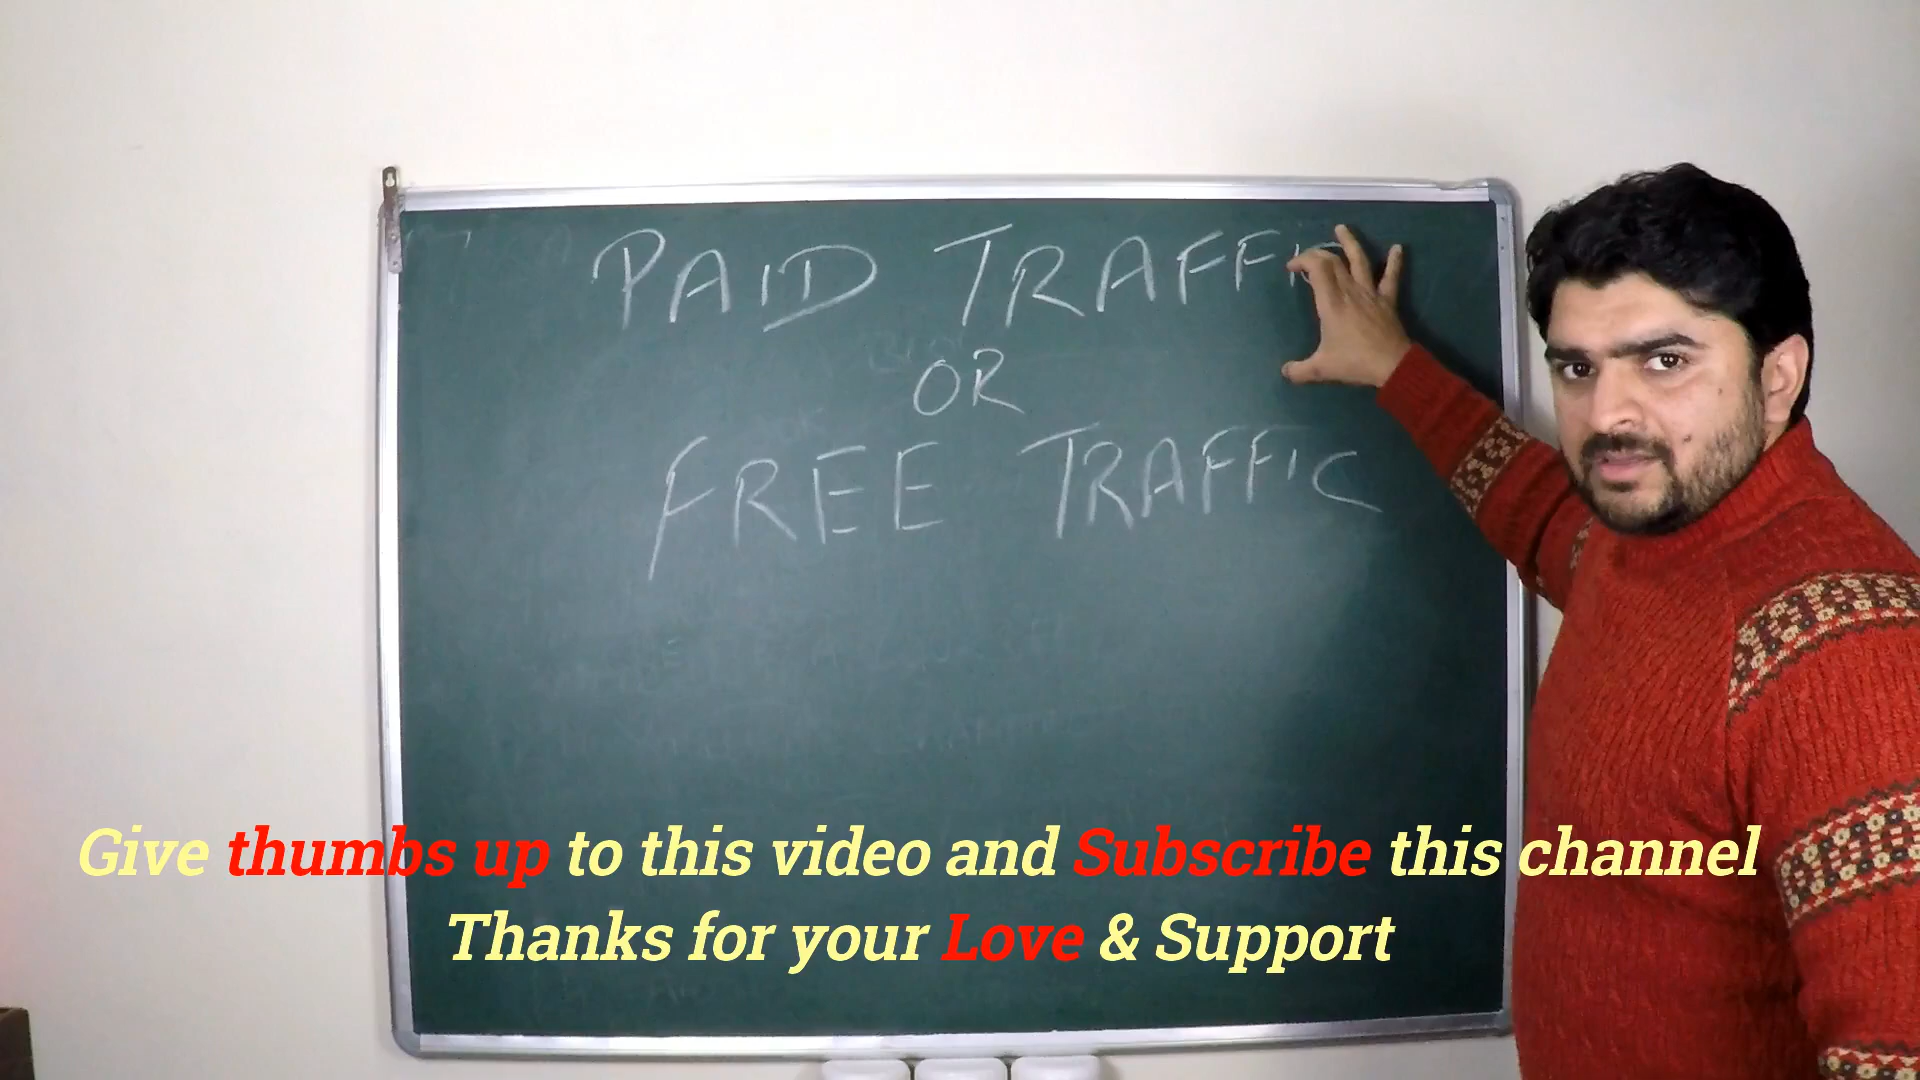 PAID TRAFFIC
OR
FREE TRAFFIC
Give thumbs up to this video and Subscribe this channel
Thanks for your Love & Support